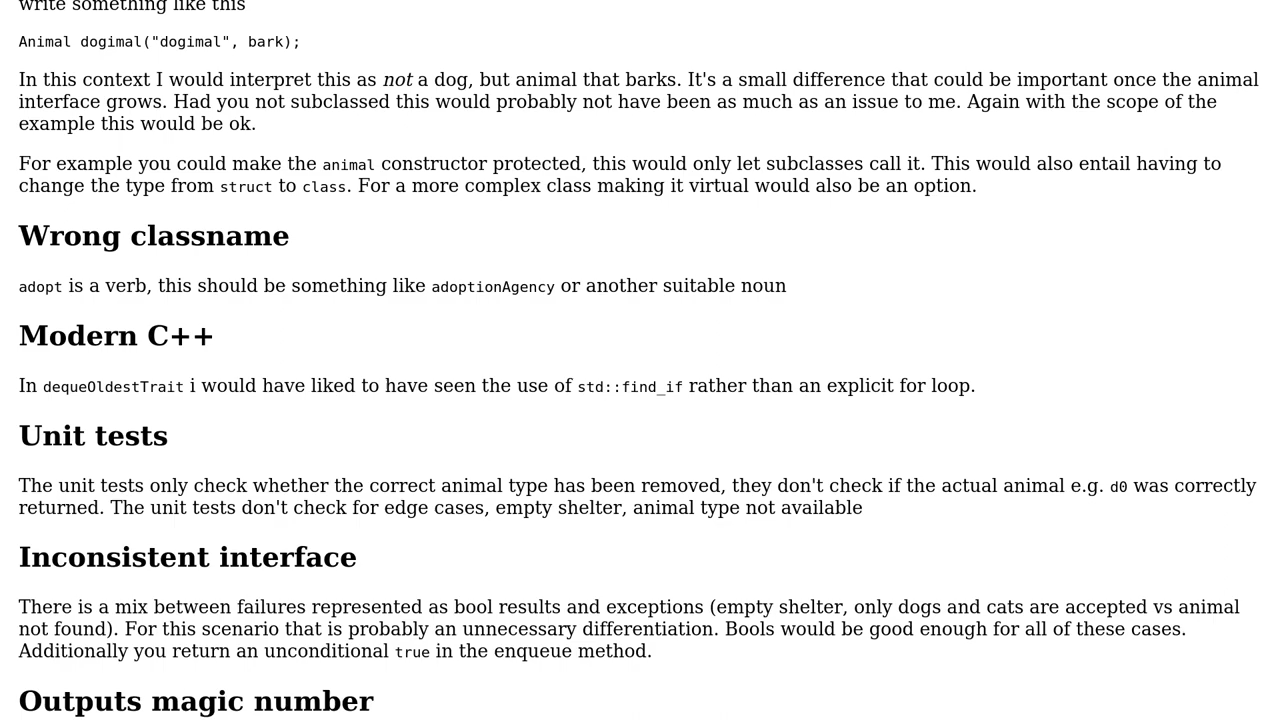 write something like this
Animal dogimal("dogimal", bark);
In this context I would interpret this as not a dog, but animal that barks. It's a small difference that could be important once the animal
interface grows. Had you not subclassed this would probably not have been as much as an issue to me. Again with the scope of the
example this would be ok.
For example you could make the animal constructor protected, this would only let subclasses call it. This would also entail having to
change the type from struct to class. For a more complex class making it virtual would also be an option.
Wrong classname
adopt is a verb, this should be something like adoptionAgency or another suitable noun
Modern C++
In dequeOldestTrait i would have liked to have seen the use of std::find_if rather than an explicit for loop.
Unit tests
The unit tests only check whether the correct animal type has been removed, they don't check if the actual animal e.g. d0 was correctly
returned. The unit tests don't check for edge cases, empty shelter, animal type not available
Inconsistent interface
There is a mix between failures represented as bool results and exceptions (empty shelter, only dogs and cats are accepted vs animal
not found). For this scenario that is probably an unnecessary differentiation. Bools would be good enough for all of these cases.
Additionally you return an unconditional true in the enqueue method.
Outputs magic number